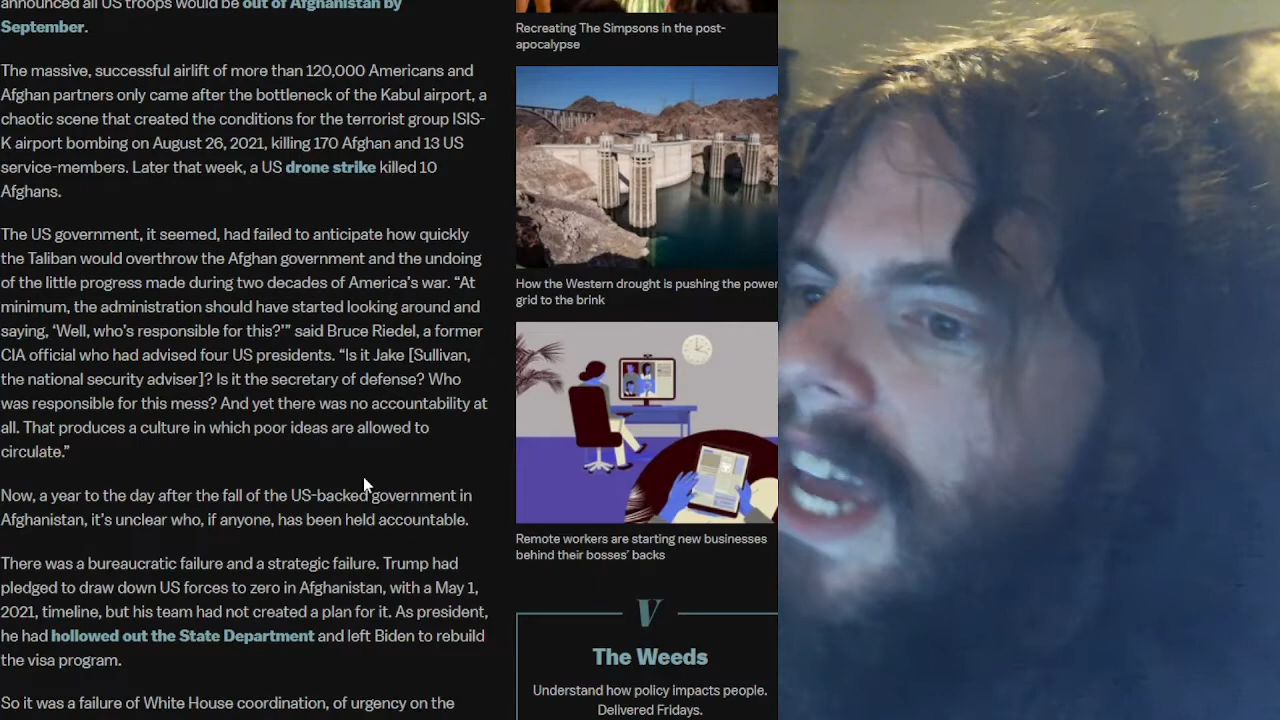 announced all US troops would be out of Afghanistan by
September.
The massive, successful airlift of more than 120,000 Americans and
Afghan partners only came after the bottleneck of the Kabul airport, a
chaotic scene that created the conditions for the terrorist group ISIS-
K airport bombing on August 26, 2021, killing 170 Afghan and 13 US
service-members. Later that week, a US drone strike killed 10
Afghans.
The US government, it seemed, had failed to anticipate how quickly
the Taliban would overthrow the Afghan government and the undoing
of the little progress made during two decades of America's war. “At
minimum, the administration should have started looking around and
saying, ‘Well, who's responsible for this?’” said Bruce Riedel, a former
CIA official who had advised four US presidents. “Is it Jake [Sullivan,
the national security adviser]? Is it the secretary of defense? Who
was responsible for this mess? And yet there was no accountability at
all. That produces a culture in which poor ideas are allowed to
circulate.”
Now, a year to the day after the fall of the US-backed government in
Afghanistan, it's unclear who, if anyone, has been held accountable.
There was a bureaucratic failure and a strategic failure. Trump had
pledged to draw down US forces to zero in Afghanistan, with a May 1,
2021, timeline, but his team had not created a plan for it. As president,
he had hollowed out the State Department and left Biden to rebuild
the visa program.
So it was a failure of White House coordination, of urgency on the
Recreating The Simpsons in the post-
apocalypse
How the Western drought is pushing the power
grid to the brink
Remote workers are starting new businesses
behind their bosses' backs
V
The Weeds
Understand how policy impacts people.
Delivered Fridays.